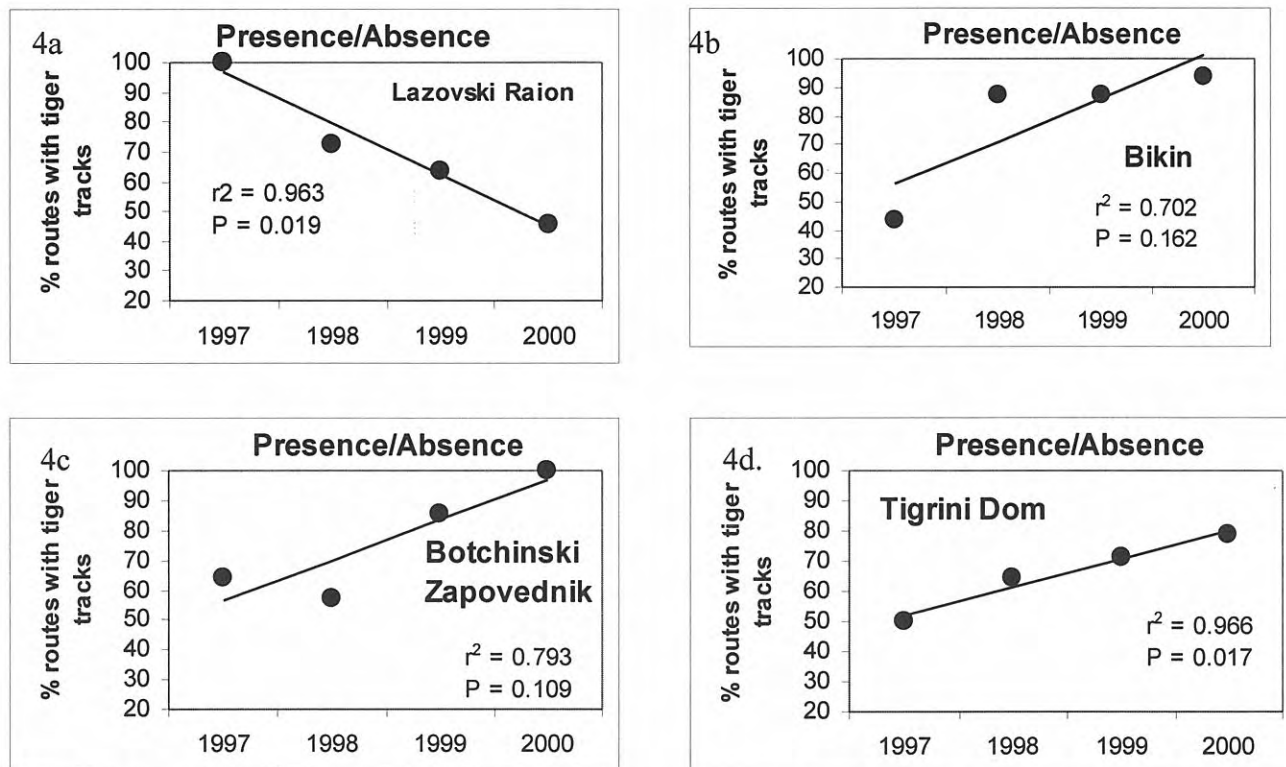 4a
Presence/Absence
% routes with tiger
tracks
100
90
80
70
60
50
40
30
20
Lazovski Raion
r2 = 0.963
P = 0.019
1997 1998 1999 2000
4b
Presence/Absence
% routes with tiger
tracks
100
90
80
70
60
50
40
30
20
Bikin
r² = 0.702
P = 0.162
1997 1998 1999 2000
4c
Presence/Absence
% routes with tiger
tracks
100
90
80
70
60
50
40
30
20
Botchinski
Zapovednik
r² = 0.793
P = 0.109
1997 1998 1999 2000
4d.
Presence/Absence
% routes with tiger
tracks
100
90
80
70
60
50
40
30
20
Tigrini Dom
r² = 0.966
P = 0.017
1997 1998 1999 2000